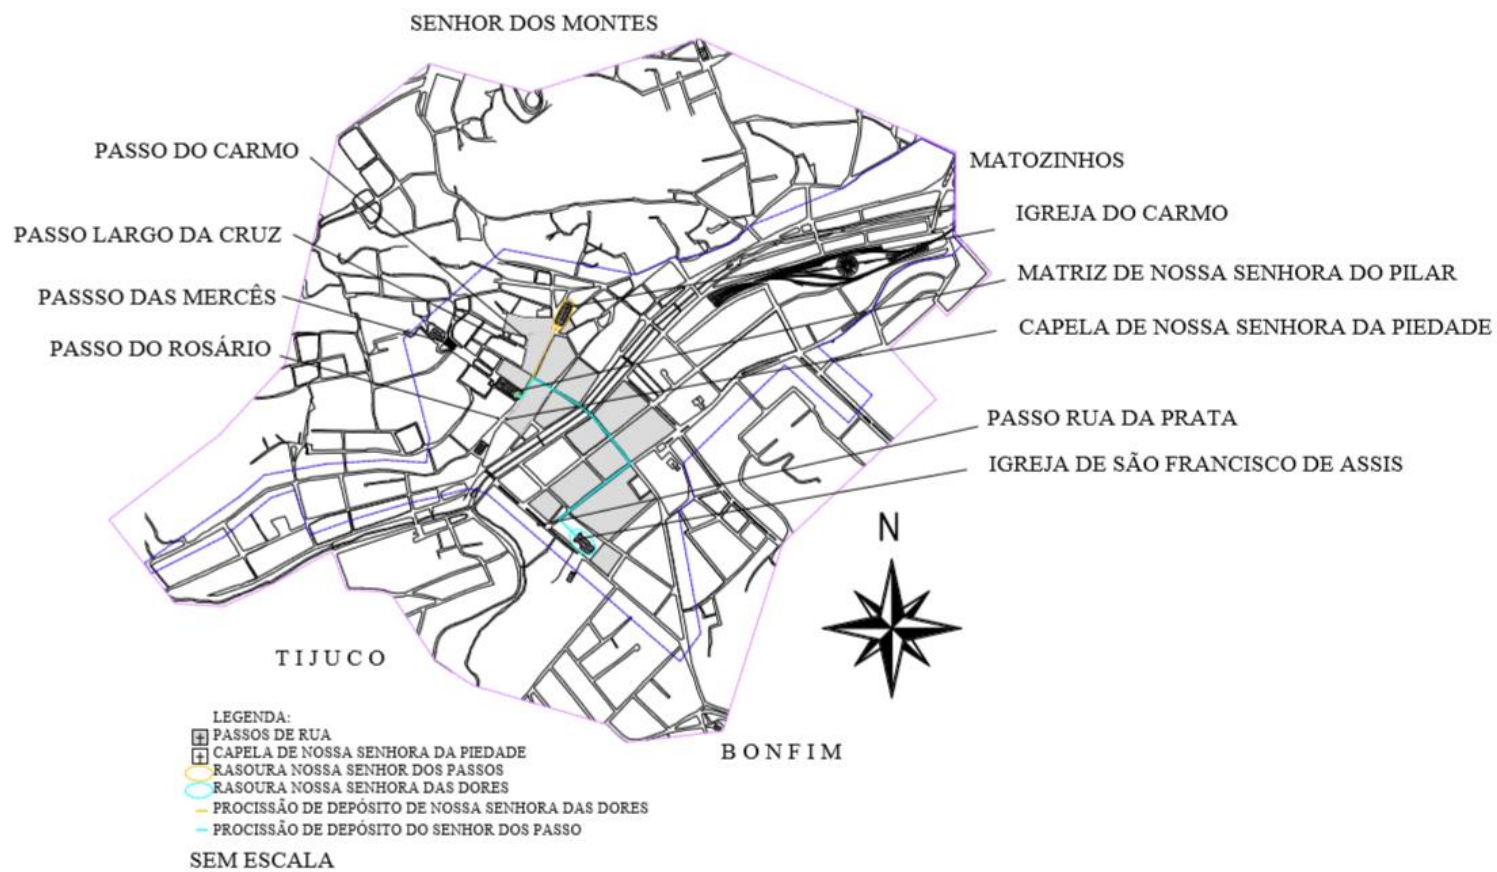 SENHOR DOS MONTES
PASSO DO CARMO
MATOZINHOS
IGREJA DO CARMO
PASSO LARGO DA CRUZ
MATRIZ DE NOSSA SENHORA DO PILAR
PASSSO DAS MERCÊS
CAPELA DE NOSSA SENHORA DA PIEDADE
PASSO DO ROSÁRIO
PASSO RUA DA PRATA
IGREJA DE SÃO FRANCISCO DE ASSIS
N
TIJUCO
BONFIM
LEGENDA:
PASSOS DE RUA
CAPELA DE NOSSA SENHORA DA PIEDADE
RASOURA NOSSA SENHOR DOS PASSOS
RASOURA NOSSA SENHORA DAS DORES
PROCISSÃO DE DEPÓSITO DE NOSSA SENHORA DAS DORES
PROCISSÃO DE DEPÓSITO DO SENHOR DOS PASSO
SEM ESCALA